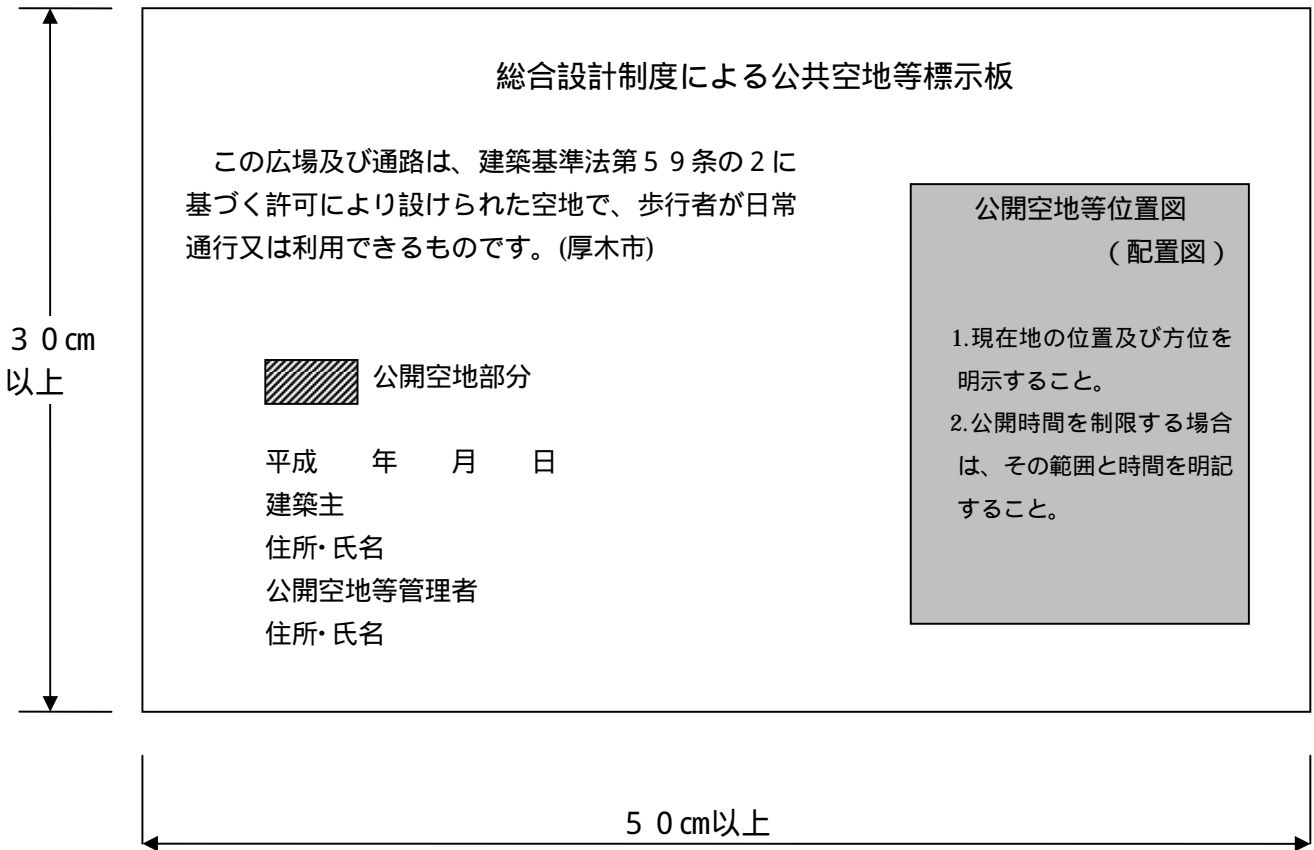 総合設計制度による公共空地等標示板
この広場及び通路は、建築基準法第59条の2に
基づく許可により設けられた空地で、歩行者が日常
通行又は利用できるものです。(厚木市)
公開空地部分
平成　　年　　月　　日
建築主
住所・氏名
公開空地等管理者
住所・氏名
公開空地等位置図
(配置図)
1.現在地の位置及び方位を
明示すること。
2.公開時間を制限する場合
は、その範囲と時間を明記
すること。
30㎝
以上
50㎝以上